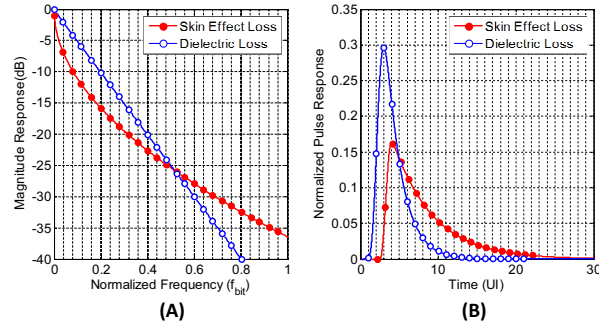 Skin Effect Loss
Dielectric Loss
Magnitude Response(dB)
0
-5
-10
-15
-20
-25
-30
-35
-40
0
0.2
0.4
0.6
0.8
1
Normalized Frequency (fbit)
(A)
Skin Effect Loss
Dielectric Loss
Normalized Pulse Response
0.35
0.3
0.25
0.2
0.15
0.1
0.05
0
0
10
20
30
Time (UI)
(B)